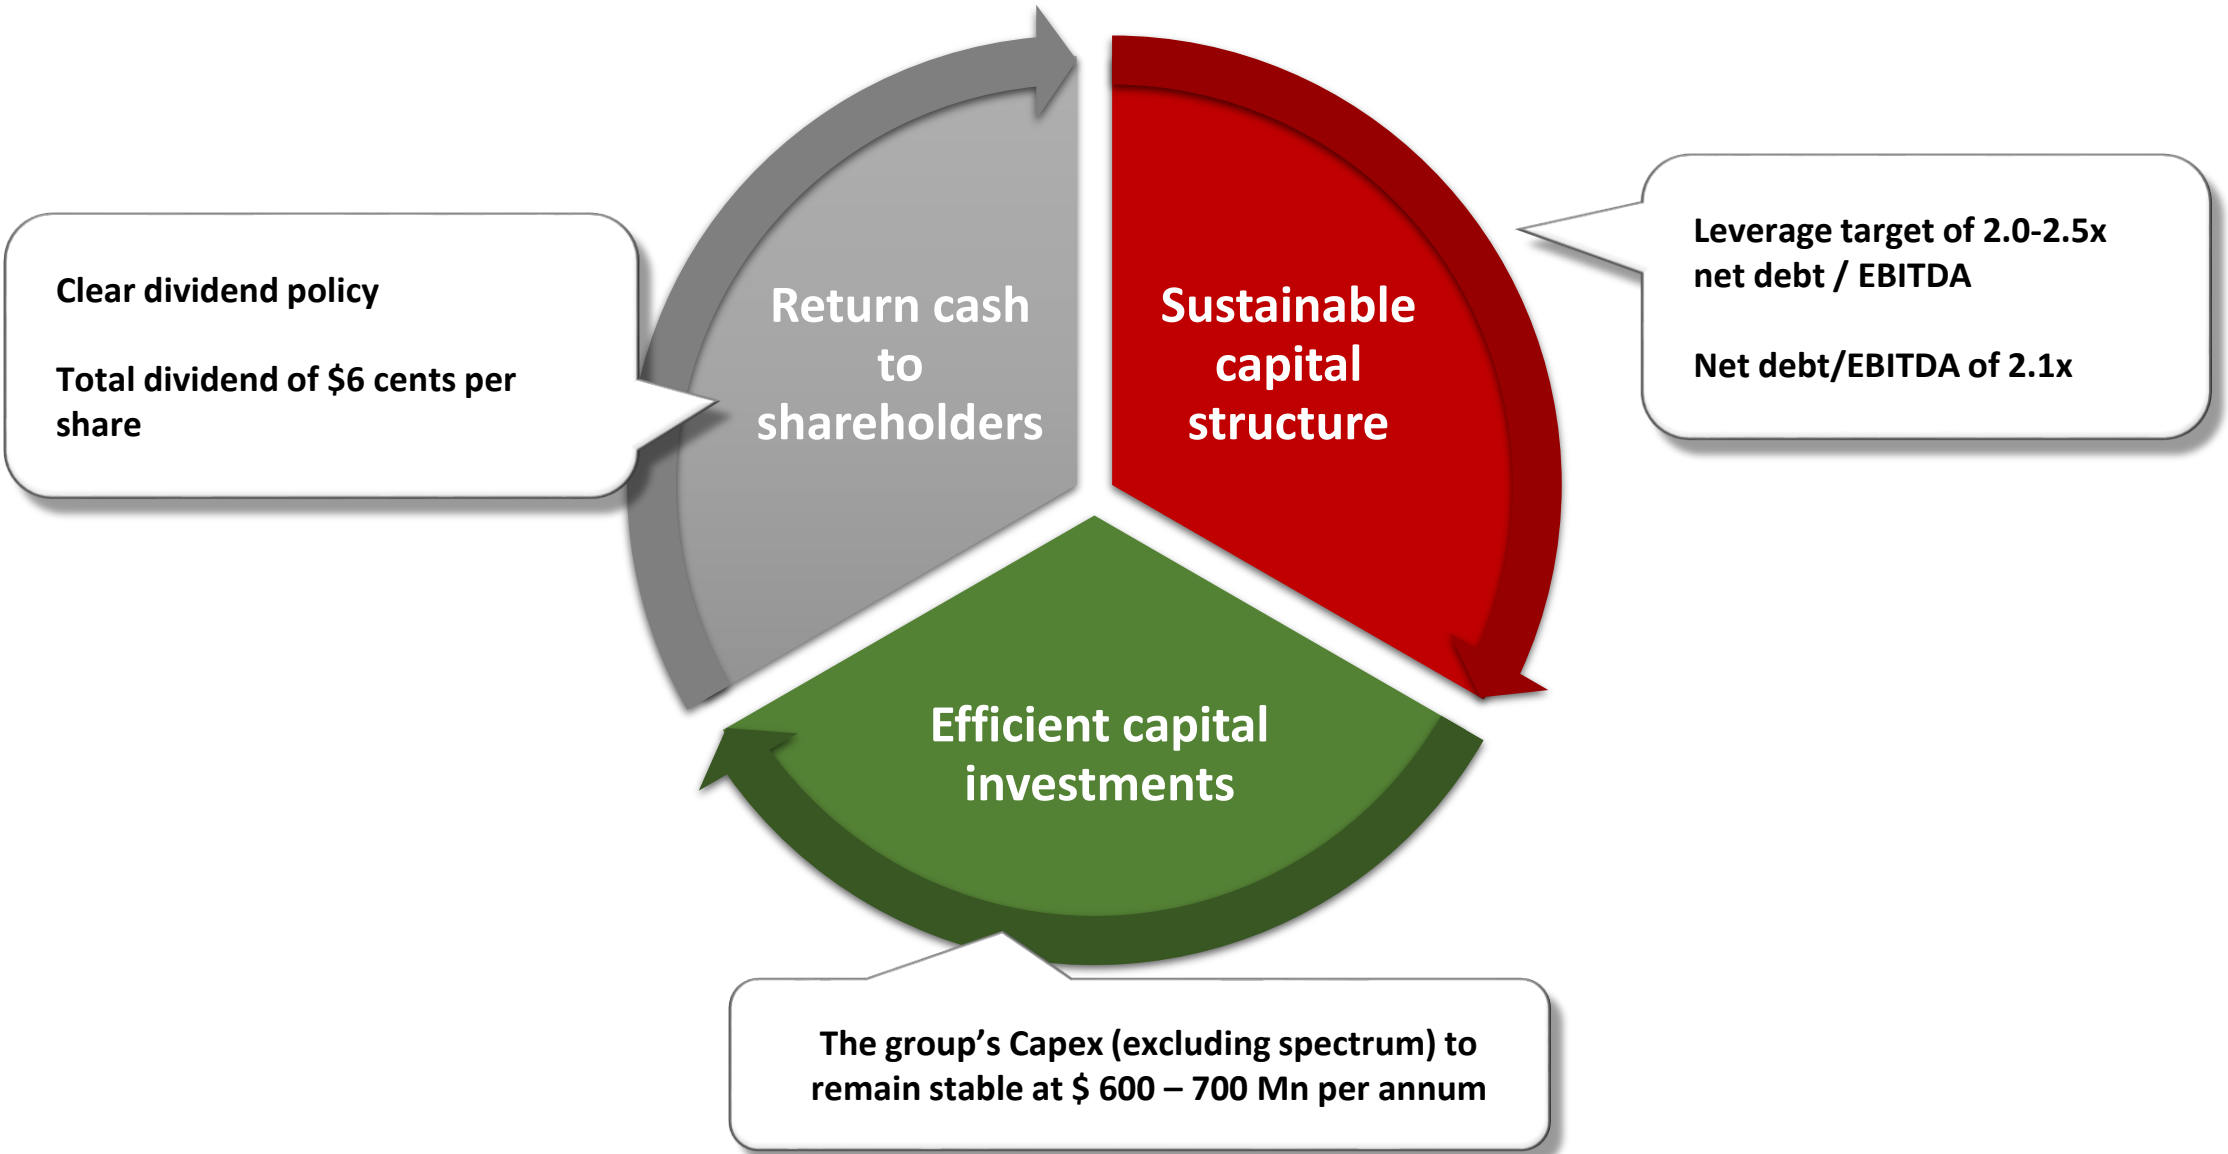 Clear dividend policy
Total dividend of $6 cents per
share
Return cash
to
shareholders
Sustainable
capital
structure
Leverage target of 2.0-2.5x
net debt / EBITDA
Net debt/EBITDA of 2.1x
Efficient capital
investments
The group’s Capex (excluding spectrum) to
remain stable at $ 600 – 700 Mn per annum